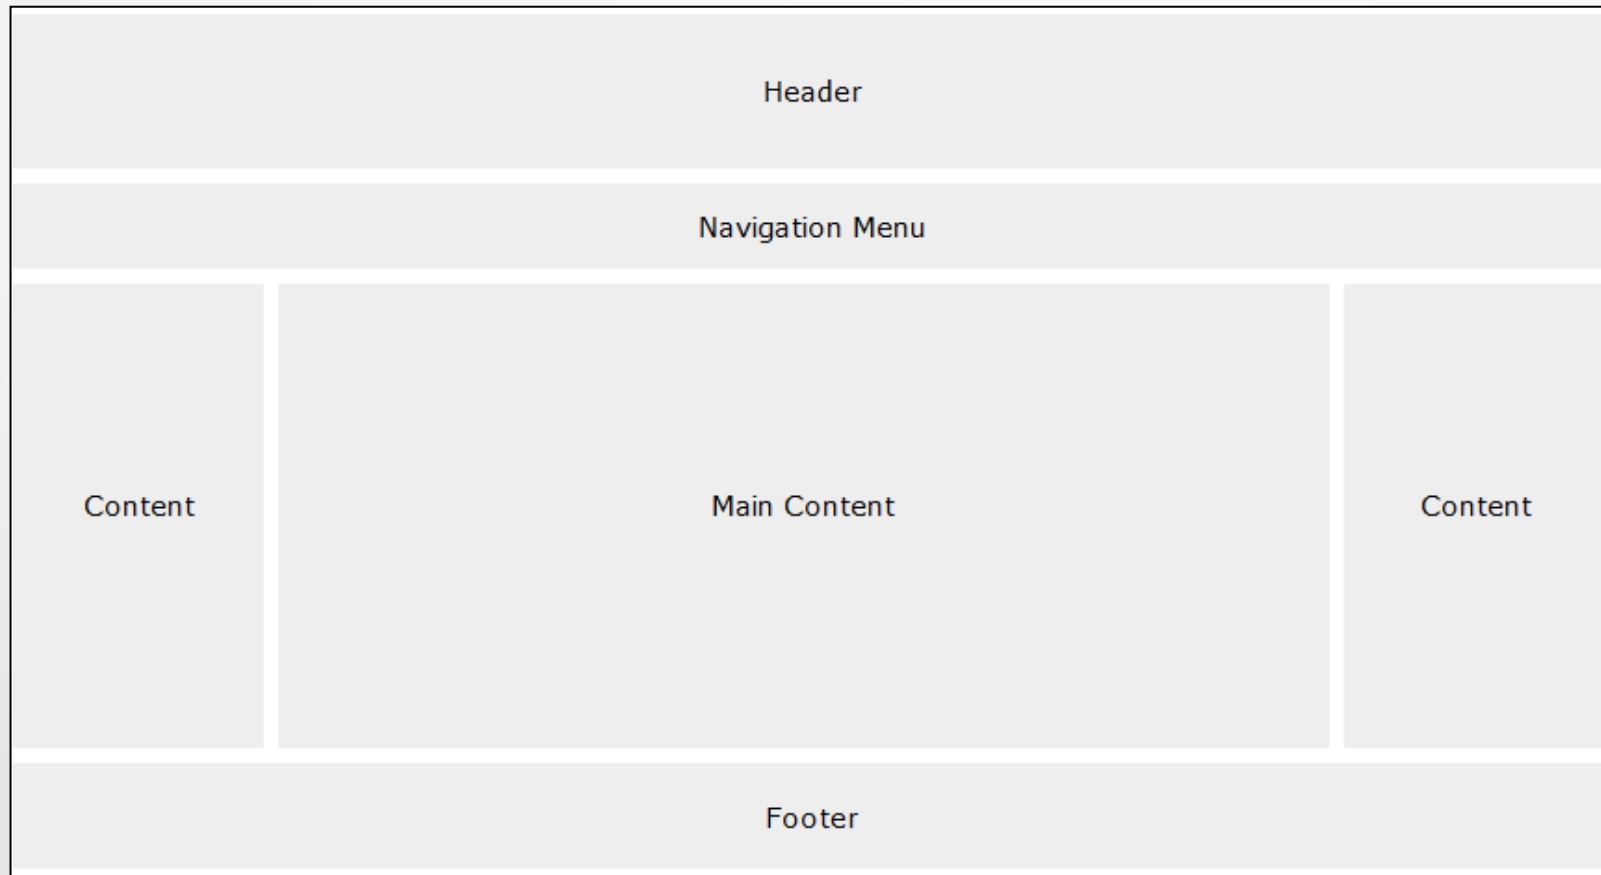 Header
Navigation Menu
Content
Main Content
Content
Footer